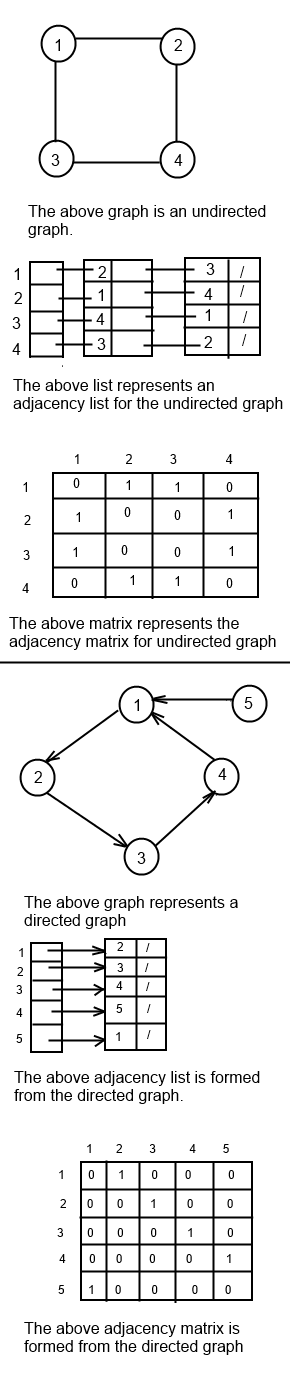 1 2
3 4
The above graph is an undirected
graph.
1 2 3 /
2 1 4 /
3 4 1 /
4 3 2 /
The above list represents an
adjacency list for the undirected graph
1 2 3 4
1 0 1 1 0
2 1 0 0 1
3 1 0 0 1
4 0 1 1 0
The above matrix represents the
adjacency matrix for undirected graph
1 5
2 4
3
The above graph represents a
directed graph
1 2 /
2 3 /
3 4 /
4 5 /
5 1 /
The above adjacency list is formed
from the directed graph.
1 2 3 4 5
1 0 1 0 0 0
2 0 0 1 0 0
3 0 0 0 1 0
4 0 0 0 0 1
5 1 0 0 0 0
The above adjacency matrix is
formed from the directed graph